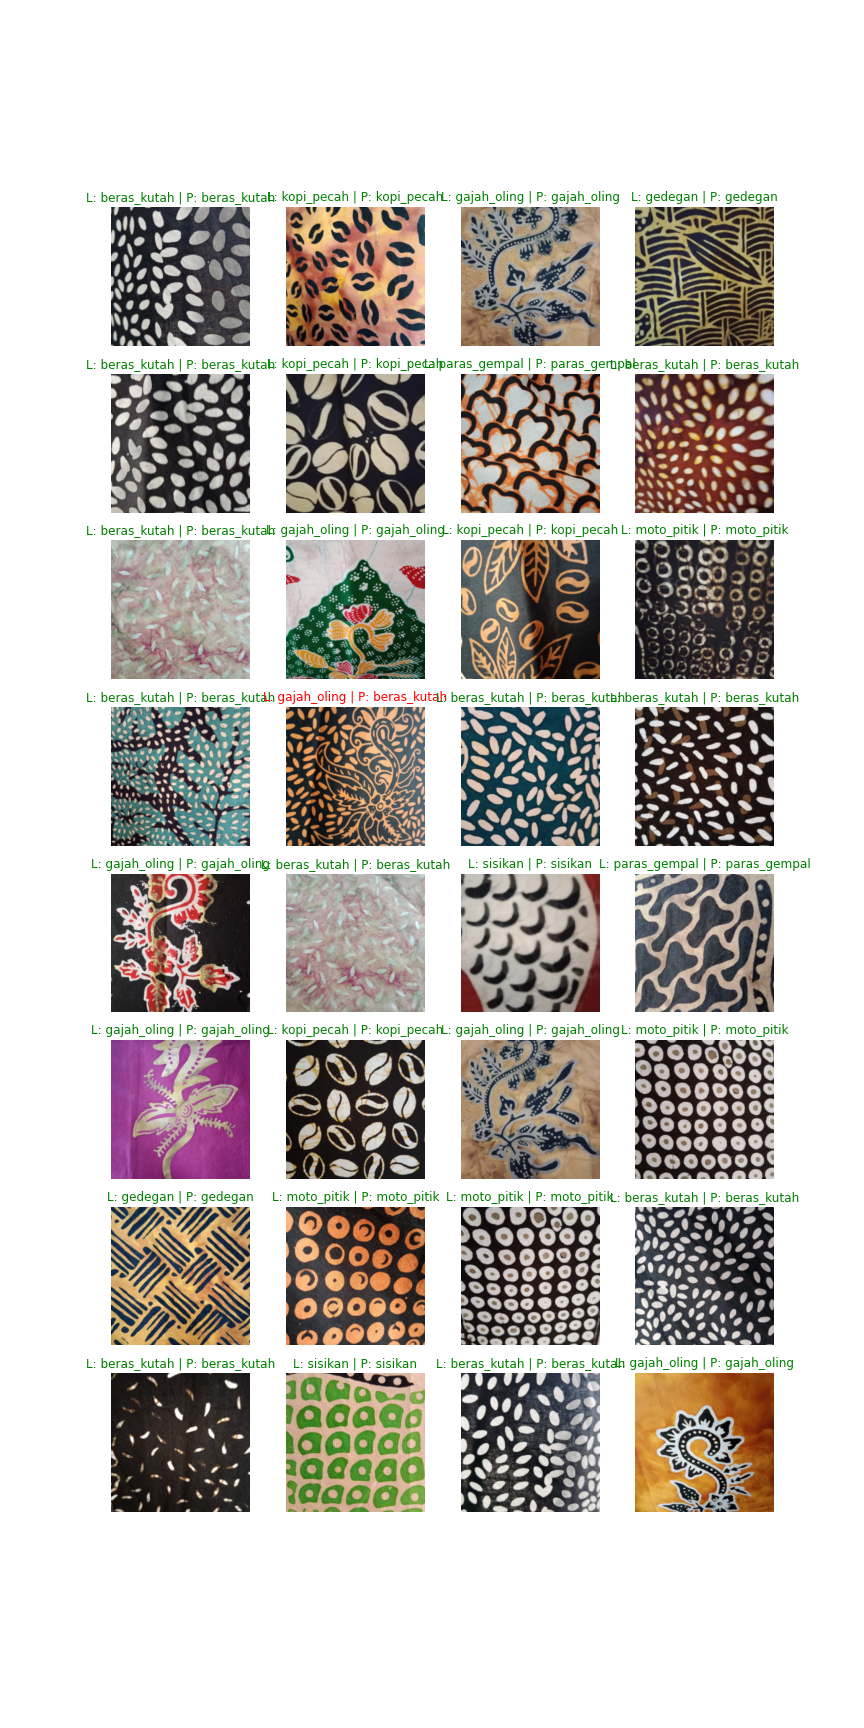 L: beras_kutah | P: beras_kutah
L: kopi_pecah | P: kopi_pecah
L: gajah_oling | P: gajah_oling
L: gedegan | P: gedegan
L: beras_kutah | P: beras_kutah
L: kopi_pecah | P: kopi_pecah
L: paras_gempal | P: paras_gempal
L: beras_kutah | P: beras_kutah
L: beras_kutah | P: beras_kutah
L: gajah_oling | P: gajah_oling
L: kopi_pecah | P: kopi_pecah
L: moto_pitik | P: moto_pitik
L: beras_kutah | P: beras_kutah
L: gajah_oling | P: beras_kutah
L: beras_kutah | P: beras_kutah
L: beras_kutah | P: beras_kutah
L: gajah_oling | P: gajah_oling
L: beras_kutah | P: beras_kutah
L: sisikan | P: sisikan
L: paras_gempal | P: paras_gempal
L: gajah_oling | P: gajah_oling
L: kopi_pecah | P: kopi_pecah
L: gajah_oling | P: gajah_oling
L: moto_pitik | P: moto_pitik
L: gedegan | P: gedegan
L: moto_pitik | P: moto_pitik
L: moto_pitik | P: moto_pitik
L: beras_kutah | P: beras_kutah
L: beras_kutah | P: beras_kutah
L: sisikan | P: sisikan
L: beras_kutah | P: beras_kutah
L: gajah_oling | P: gajah_oling